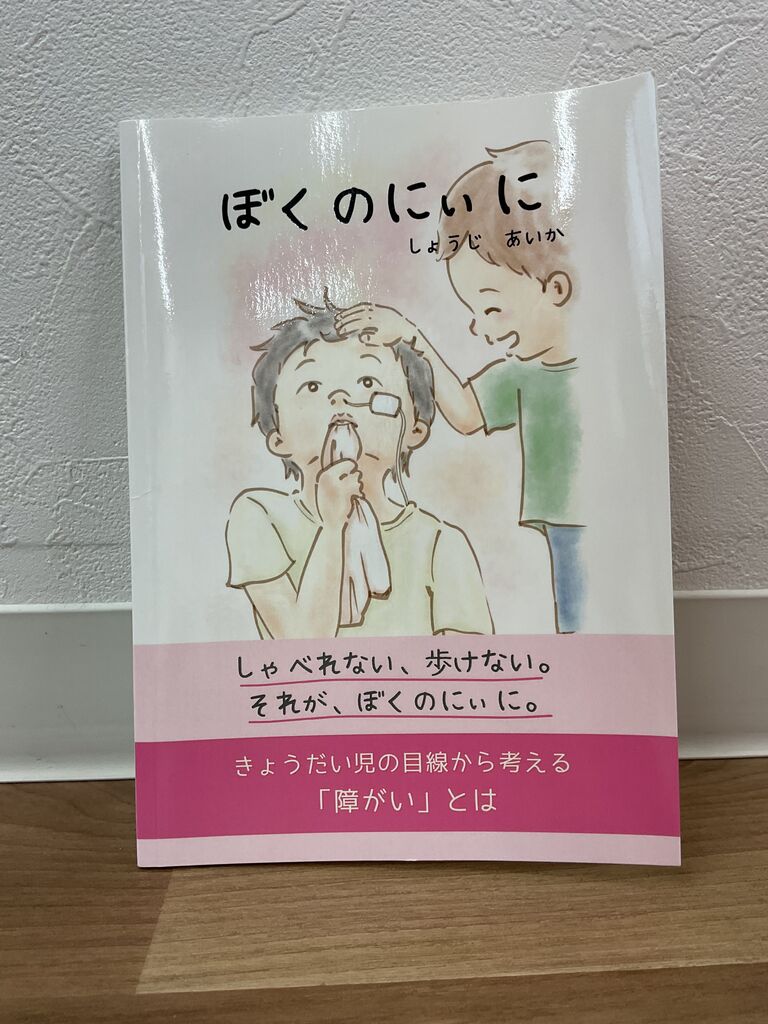 ぼくのにぃに
しょうじ　あいか
しゃべれない、歩けない。
それが、ぼくのにぃに。
きょうだい児の目線から考える
「障がい」とは